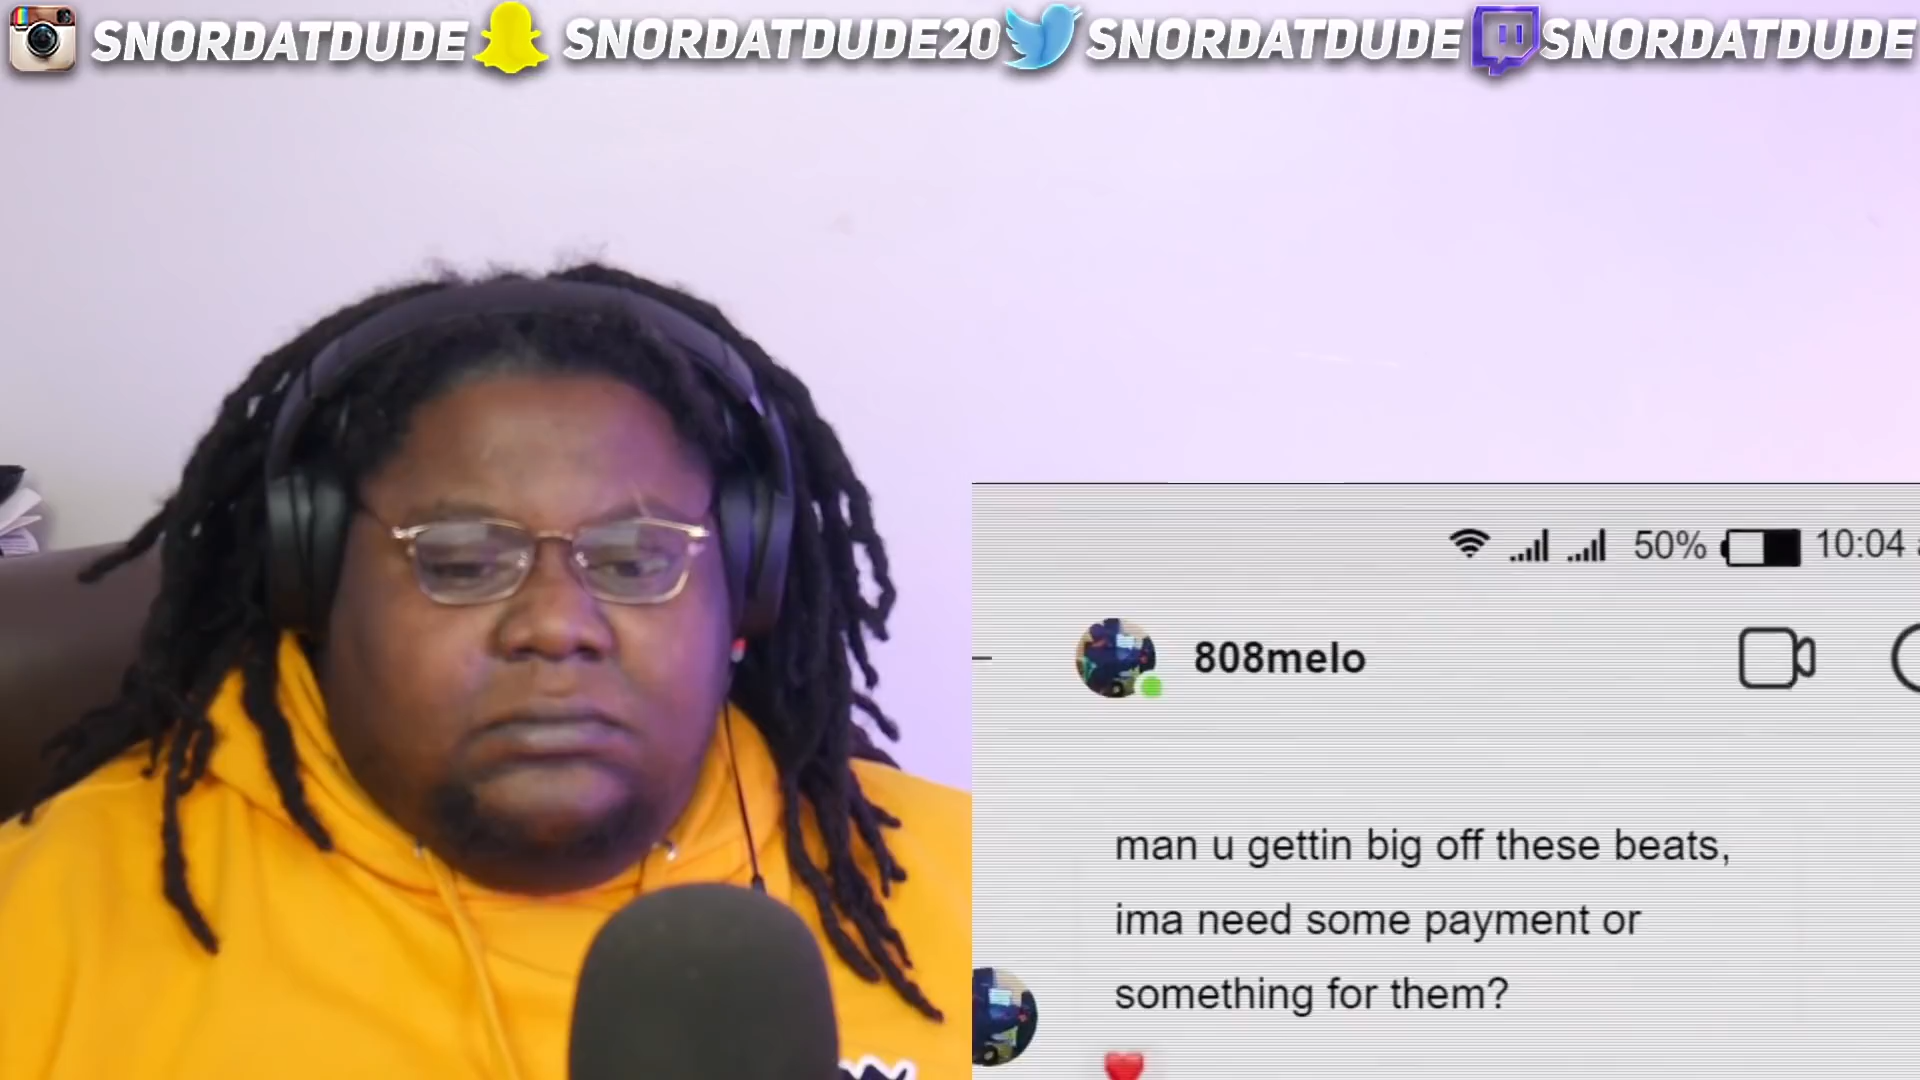 SNORDATDUDE SNORDATDUDE20 SNORDATDUDE SNORDATDUDE
50% 10:04
808melo
man u gettin big off these beats,
ima need some payment or
something for them?